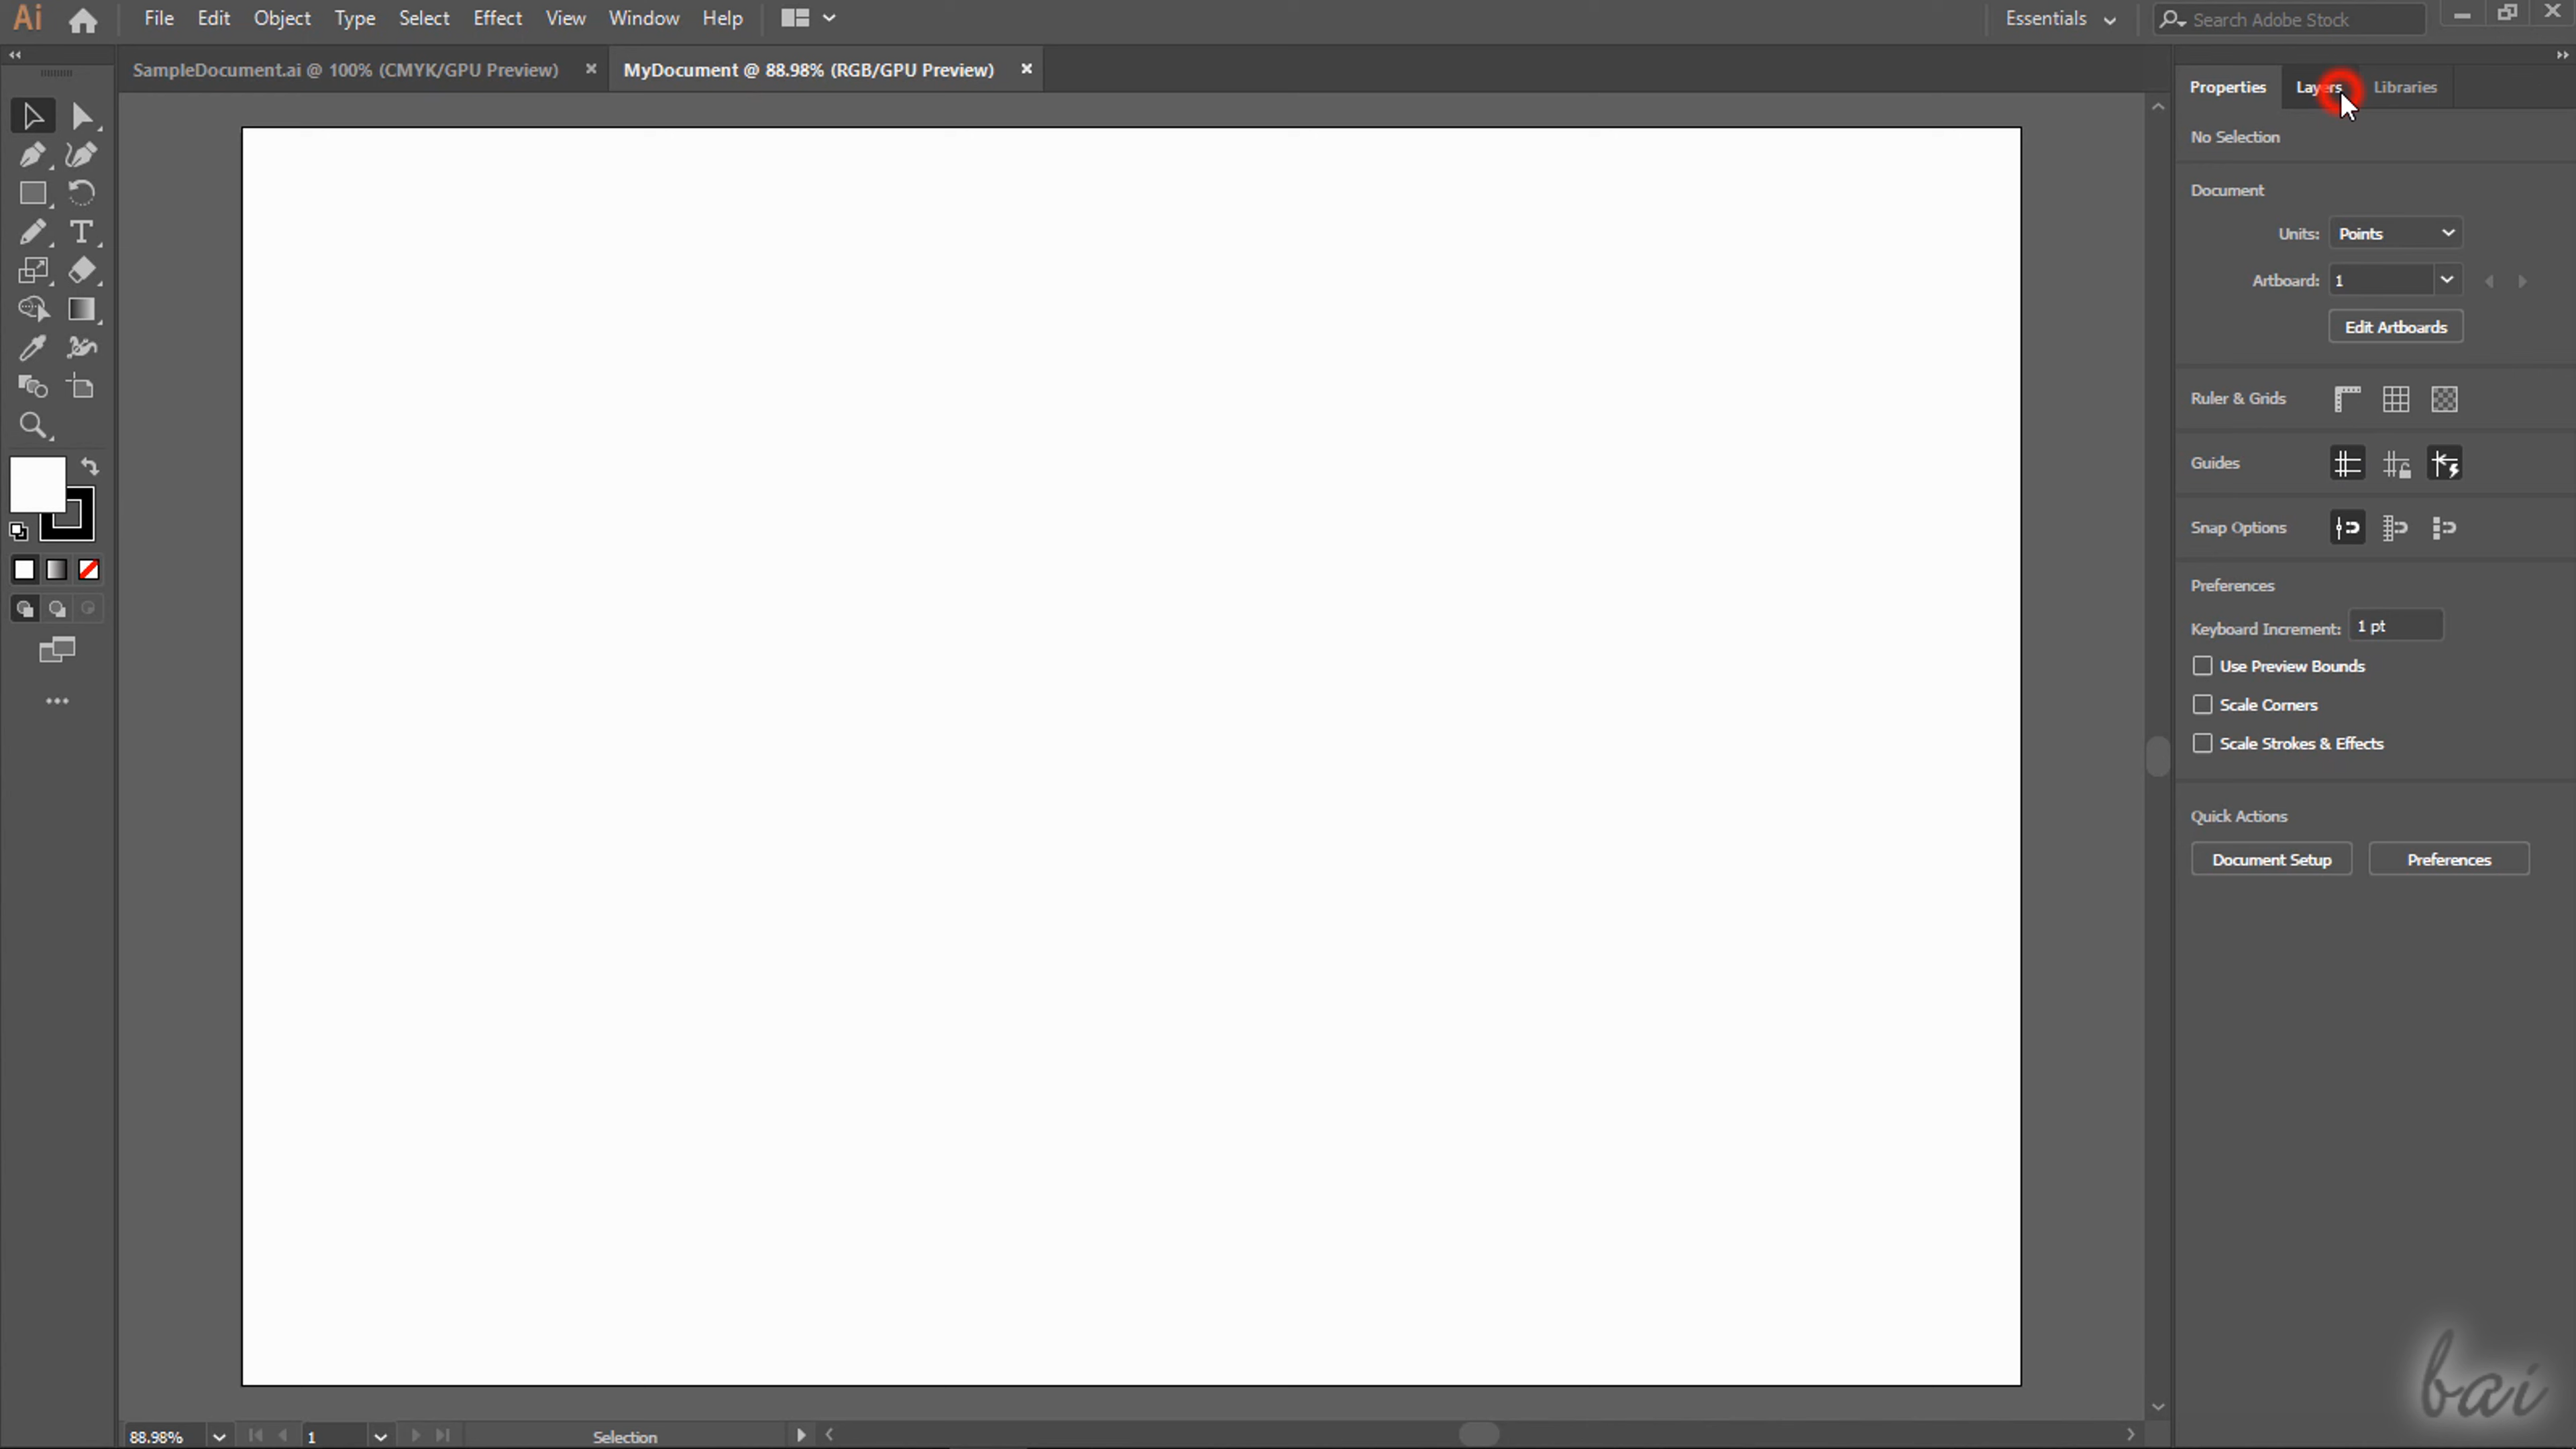 Ai File Edit Object Type Select Effect View Window Help Essentials Search Adobe Stock
SampleDocument.ai @ 100% (CMYK/GPU Preview) MyDocument @ 88.98% (RGB/GPU Preview)
Properties Layers Libraries
No Selection
Document
Units: Points
Artboard: 1
Edit Artboards
Ruler & Grids
Guides
Snap Options
Preferences
Keyboard Increment: 1 pt
Use Preview Bounds
Scale Corners
Scale Strokes & Effects
Quick Actions
Document Setup Preferences
bai
88.98% 1 Selection